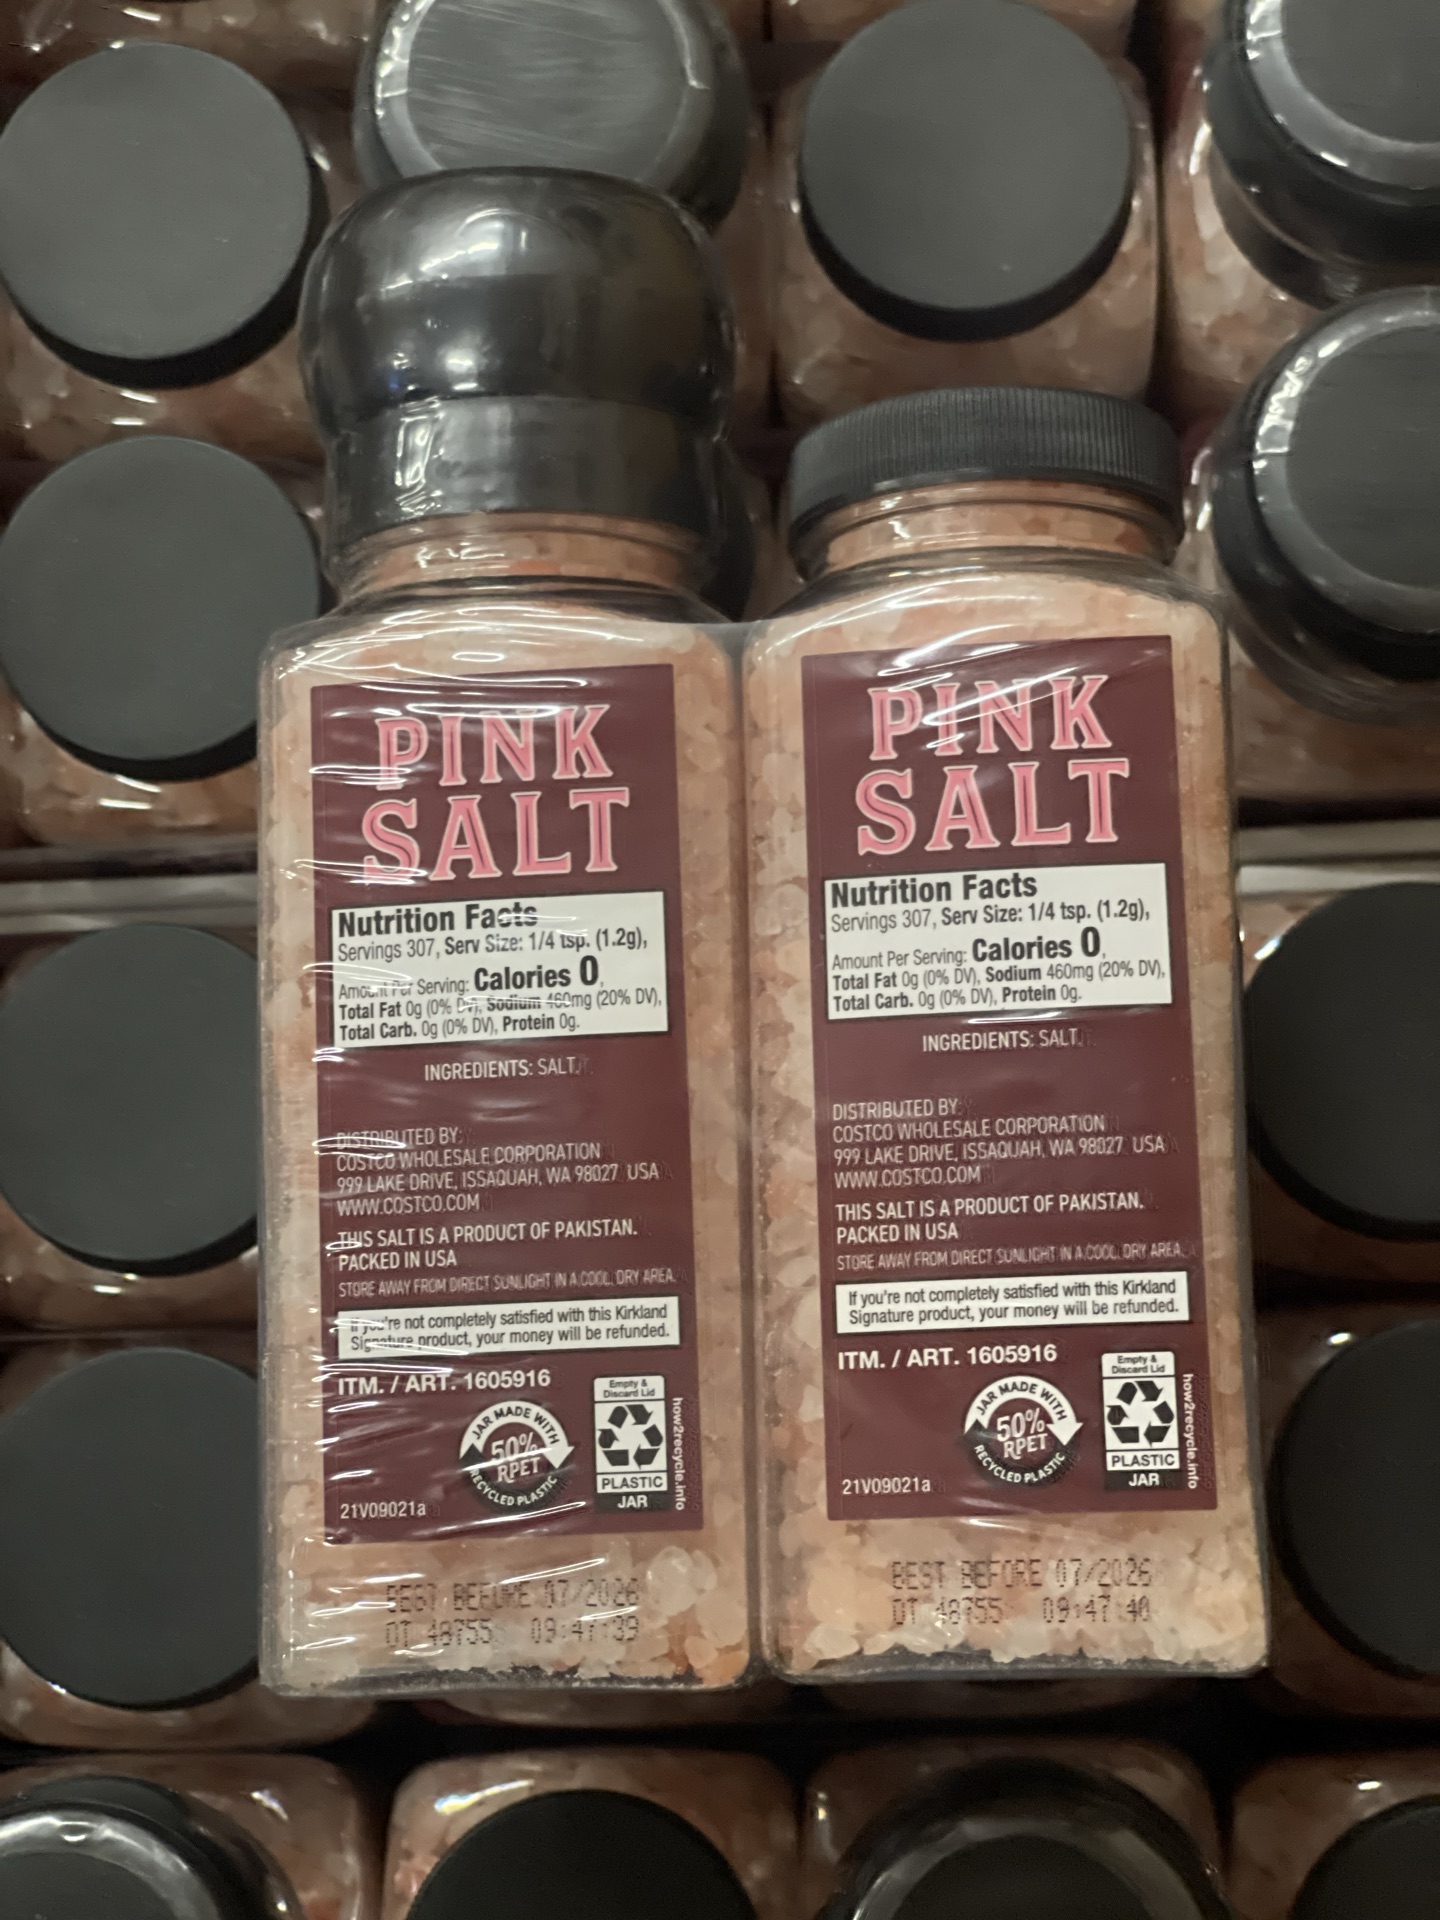 PINK
SALT
Nutrition Facts
Servings 307, Serv Size: 1/4 tsp. (1.2g),
Amount Per Serving: Calories 0,
Total Fat 0g (0% DV), Sodium 460mg (20% DV),
Total Carb. 0g (0% DV), Protein 0g.
INGREDIENTS: SALT.
DISTRIBUTED BY:
COSTCO WHOLESALE CORPORATION
999 LAKE DRIVE, ISSAQUAH, WA 98027 USA
WWW.COSTCO.COM
THIS SALT IS A PRODUCT OF PAKISTAN.
PACKED IN USA
STORE AWAY FROM DIRECT SUNLIGHT IN A COOL, DRY AREA.
If you're not completely satisfied with this Kirkland
Signature product, your money will be refunded.
ITM. / ART. 1605916
JAR MADE WITH
50%
RPET
RECYCLED PLASTIC
Empty &
Discard Lid
PLASTIC
JAR
how2recycle.info
21V09021a
BEST BEFORE 07/2026
OT 48755 09:47:39
PINK
SALT
Nutrition Facts
Servings 307, Serv Size: 1/4 tsp. (1.2g),
Amount Per Serving: Calories 0,
Total Fat 0g (0% DV), Sodium 460mg (20% DV),
Total Carb. 0g (0% DV), Protein 0g.
INGREDIENTS: SALT.
DISTRIBUTED BY:
COSTCO WHOLESALE CORPORATION
999 LAKE DRIVE, ISSAQUAH, WA 98027 USA
WWW.COSTCO.COM
THIS SALT IS A PRODUCT OF PAKISTAN.
PACKED IN USA
STORE AWAY FROM DIRECT SUNLIGHT IN A COOL, DRY AREA.
If you're not completely satisfied with this Kirkland
Signature product, your money will be refunded.
ITM. / ART. 1605916
JAR MADE WITH
50%
RPET
RECYCLED PLASTIC
Empty &
Discard Lid
PLASTIC
JAR
how2recycle.info
21V09021a
BEST BEFORE 07/2026
OT 48755 09:47:40